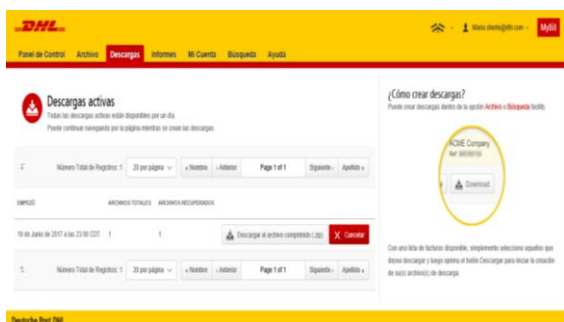 DHL
Maria.cliente@dhl.com
MyBill
Panel de Control Archivo Descargas Informes Mi Cuenta Búsqueda Ayuda
Descargas activas
Todas las descargas activas están disponibles por un día.
Puede continuar navegando por la página mientras se crean las descargas.
Número Total de Registros: 1 20 por página « Nombre ‹ Anterior Page 1 of 1 Siguiente › Apellido »
EMPEZÓ ARCHIVOS TOTALES ARCHIVOS RECUPERADOS
19 de Junio de 2017 a las 23:00 CDT 1 1 Descargar el archivo comprimido (.zip) X Cancelar
Número Total de Registros: 1 20 por página « Nombre ‹ Anterior Page 1 of 1 Siguiente › Apellido »
¿Cómo crear descargas?
Puede crear descargas dentro de la opción Archivo o Búsqueda facility
ACME Company
Ref:
Download
Con una lista de facturas disponible, simplemente seleccione aquellas que
desea descargar y luego oprima el botón Descargar para iniciar la creación
de su(s) archivo(s) de descarga.
Deutsche Post DHL